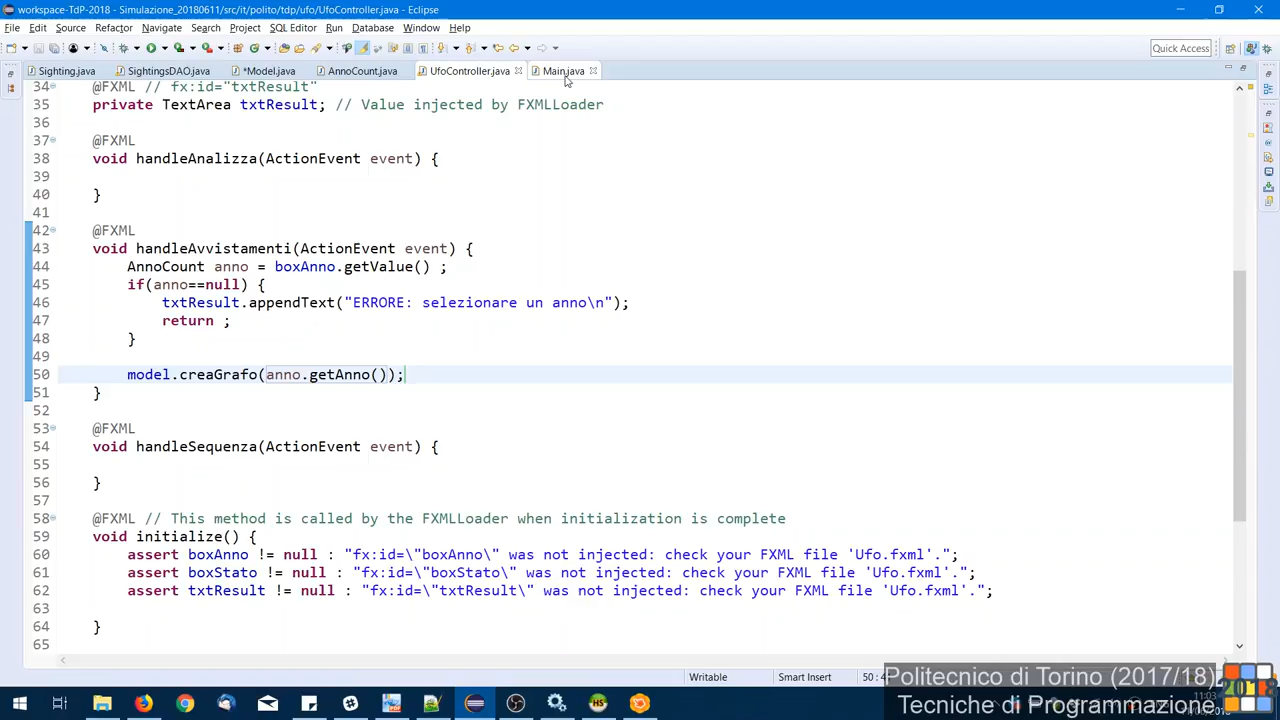 workspace-TdP-2018 - Simulazione_20180611/src/it/polito/tdp/ufo/UfoController.java - Eclipse
File Edit Source Refactor Navigate Search Project SQL Editor Run Database Window Help
Quick Access
Sighting.java SightingsDAO.java *Model.java AnnoCount.java UfoController.java Main.java
34 @FXML // fx:id="txtResult"
35 private TextArea txtResult; // Value injected by FXMLLoader
36
37 @FXML
38 void handleAnalizza(ActionEvent event) {
39
40 }
41
42 @FXML
43 void handleAvvistamenti(ActionEvent event) {
44 AnnoCount anno = boxAnno.getValue() ;
45 if(anno==null) {
46 txtResult.appendText("ERRORE: selezionare un anno\n");
47 return ;
48 }
49
50 model.creaGrafo(anno.getAnno());
51 }
52
53 @FXML
54 void handleSequenza(ActionEvent event) {
55
56 }
57
58 @FXML // This method is called by the FXMLLoader when initialization is complete
59 void initialize() {
60 assert boxAnno != null : "fx:id=\"boxAnno\" was not injected: check your FXML file 'Ufo.fxml'.";
61 assert boxStato != null : "fx:id=\"boxStato\" was not injected: check your FXML file 'Ufo.fxml'.";
62 assert txtResult != null : "fx:id=\"txtResult\" was not injected: check your FXML file 'Ufo.fxml'.";
63
64 }
65
Writable Smart Insert
Politecnico di Torino (2017/18)
Tecniche di Programmazione
2018
11:03